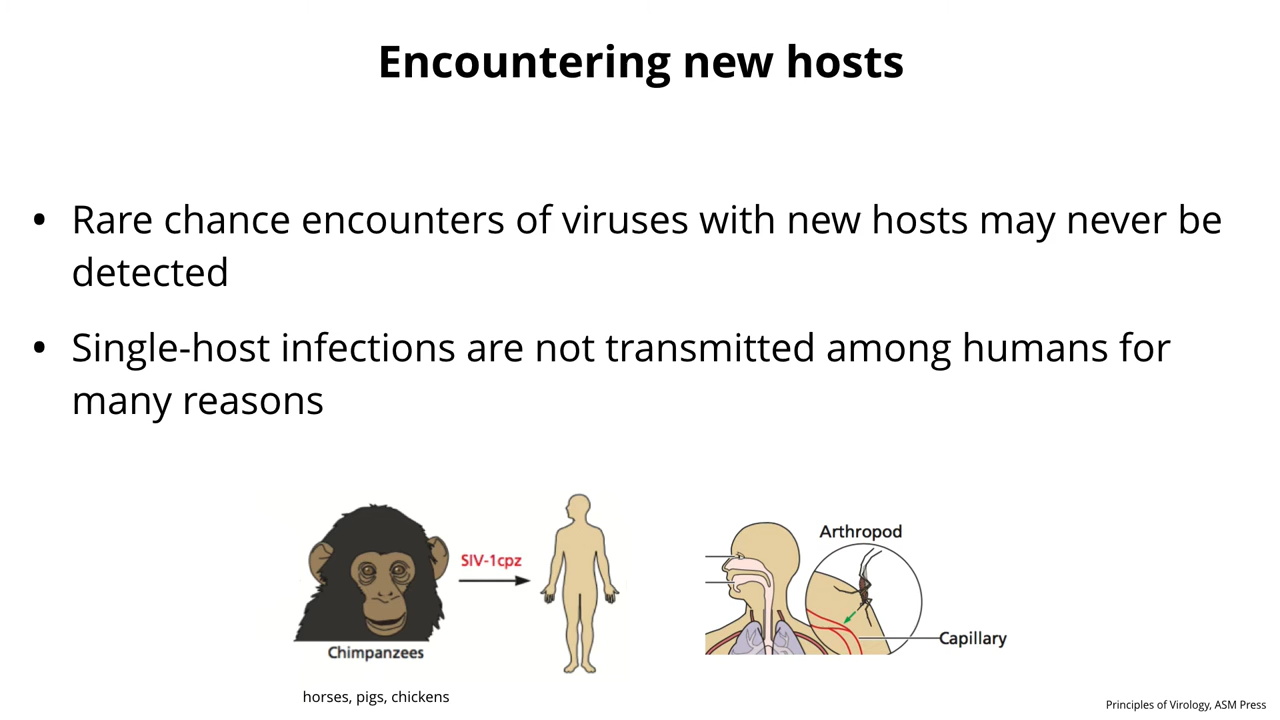 Encountering new hosts
• Rare chance encounters of viruses with new hosts may never be
detected
• Single-host infections are not transmitted among humans for
many reasons
SIV-1cpz
Chimpanzees
horses, pigs, chickens
Arthropod
Capillary
Principles of Virology, ASM Press